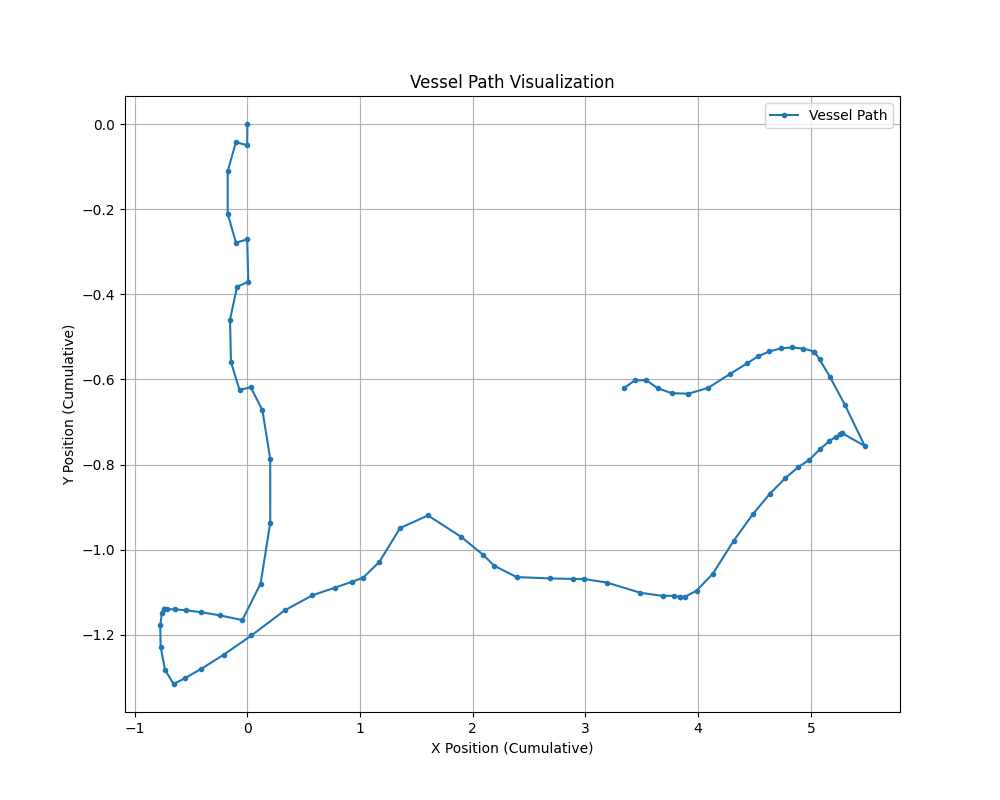 Vessel Path Visualization
Vessel Path
0.0
−0.2
−0.4
−0.6
−0.8
−1.0
−1.2
Y Position (Cumulative)
−1 0 1 2 3 4 5
X Position (Cumulative)